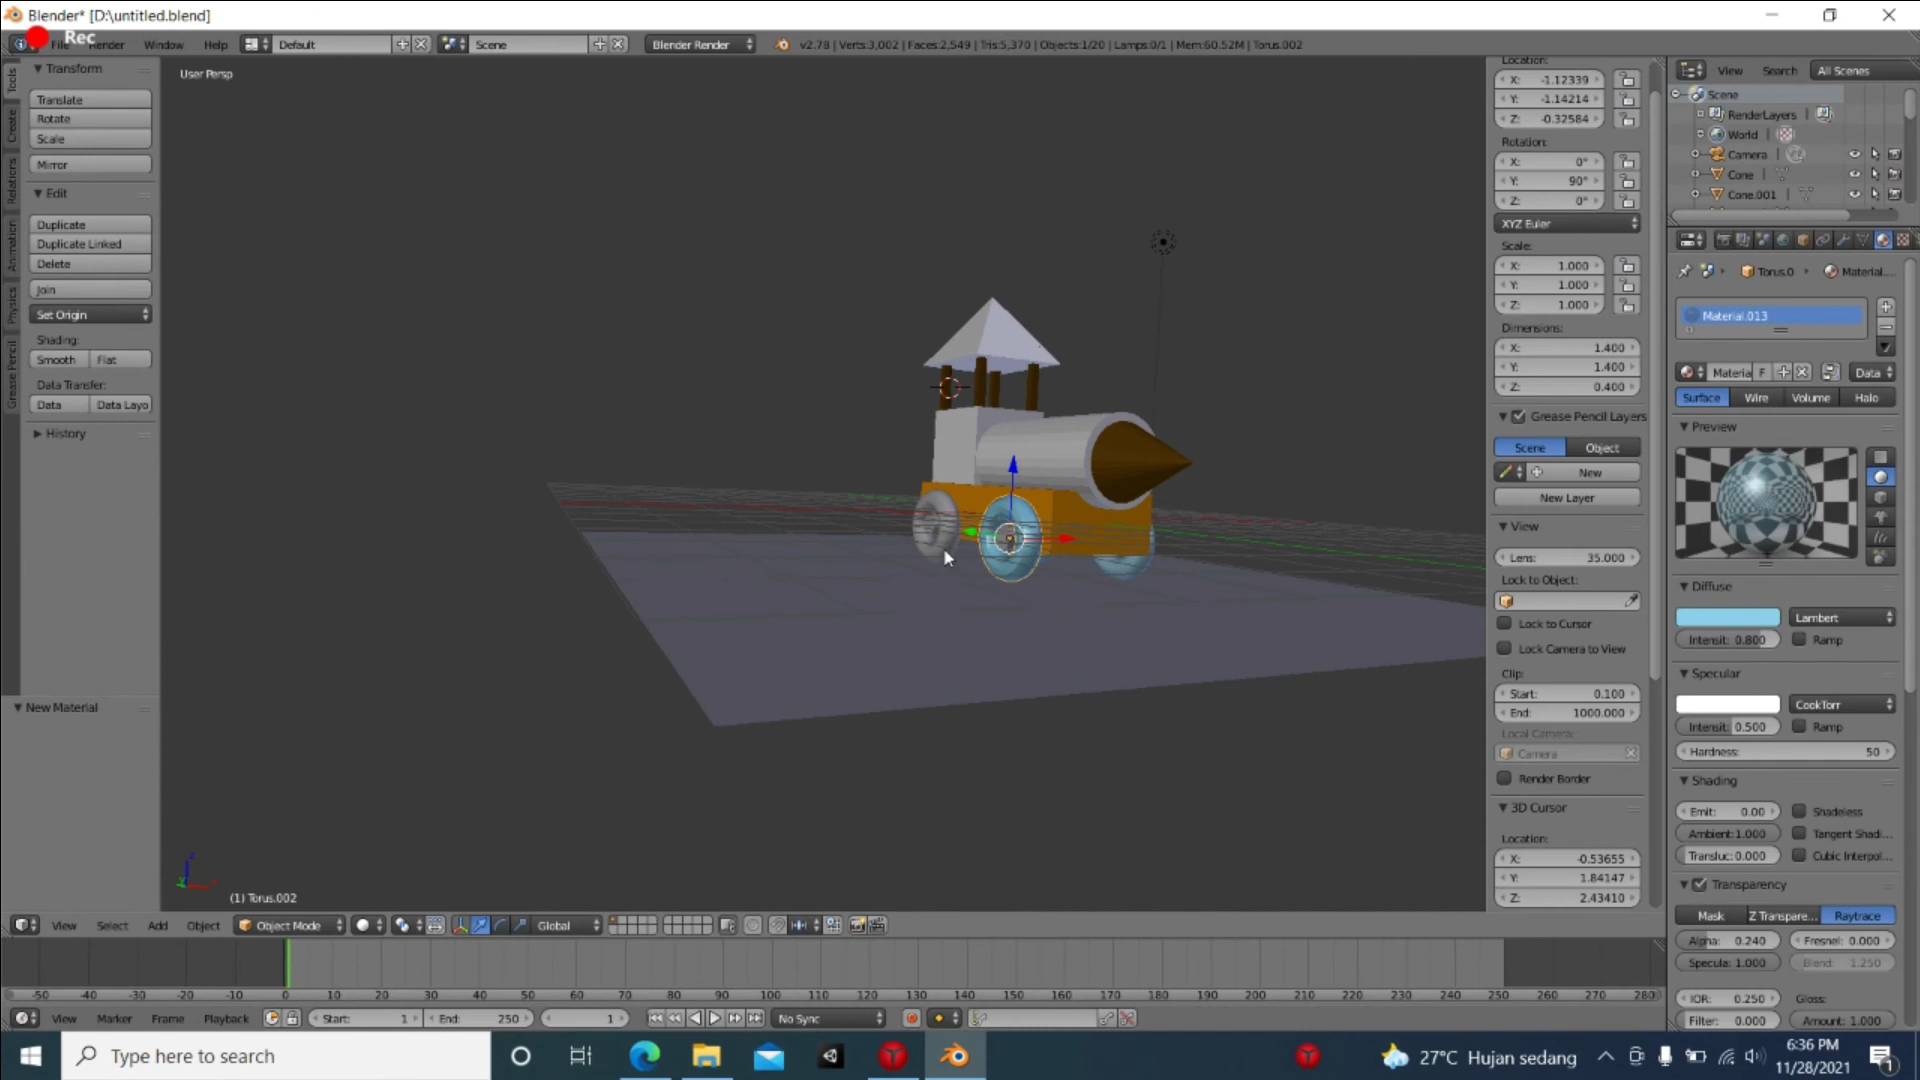 Blender* [D:\untitled.blend]
Rec
File Render Window Help Default Scene Blender Render v2.78 | Verts:3,002 | Faces:2,549 | Tris:5,370 | Objects:1/20 | Lamps:0/1 | Mem:60.52M | Torus.002
Tools
Create
Relations
Animation
Physics
Grease Pencil
Transform
Translate
Rotate
Scale
Mirror
Edit
Duplicate
Duplicate Linked
Delete
Join
Set Origin
Shading:
Smooth Flat
Data Transfer:
Data Data Layo
History
New Material
User Persp
(1) Torus.002
Location:
X: -1.12339
Y: -1.14214
Z: -0.32584
Rotation:
X: 0°
Y: 90°
Z: 0°
XYZ Euler
Scale:
X: 1.000
Y: 1.000
Z: 1.000
Dimensions:
X: 1.400
Y: 1.400
Z: 0.400
Grease Pencil Layers
Scene Object
New
New Layer
View
Lens: 35.000
Lock to Object:
Lock to Cursor
Lock Camera to View
Clip:
Start: 0.100
End: 1000.000
Local Camera:
Camera
Render Border
3D Cursor
Location:
X: -0.53655
Y: 1.84147
Z: 2.43410
View Search All Scenes
Scene
RenderLayers
World
Camera
Cone
Cone.001
Torus.0 Material....
Material.013
Materia F Data
Surface Wire Volume Halo
Preview
Diffuse
Lambert
Intensit: 0.800 Ramp
Specular
CookTorr
Intensit: 0.500 Ramp
Hardness: 50
Shading
Emit: 0.00 Shadeless
Ambient:1.000 Tangent Shad...
Transluc:0.000 Cubic Interpol...
Transparency
Mask Z Transpare... Raytrace
Alpha: 0.240 Fresnel: 0.000
Specula: 1.000 Blend: 1.250
IOR: 0.250 Gloss:
Filter: 0.000 Amount: 1.000
View Select Add Object Object Mode Global
-50 -40 -30 -20 -10 0 10 20 30 40 50 60 70 80 90 100 110 120 130 140 150 160 170 180 190 200 210 220 230 240 250 260 270 280
View Marker Frame Playback Start: 1 End: 250 1 No Sync
Type here to search
27°C Hujan sedang
6:36 PM
11/28/2021
1